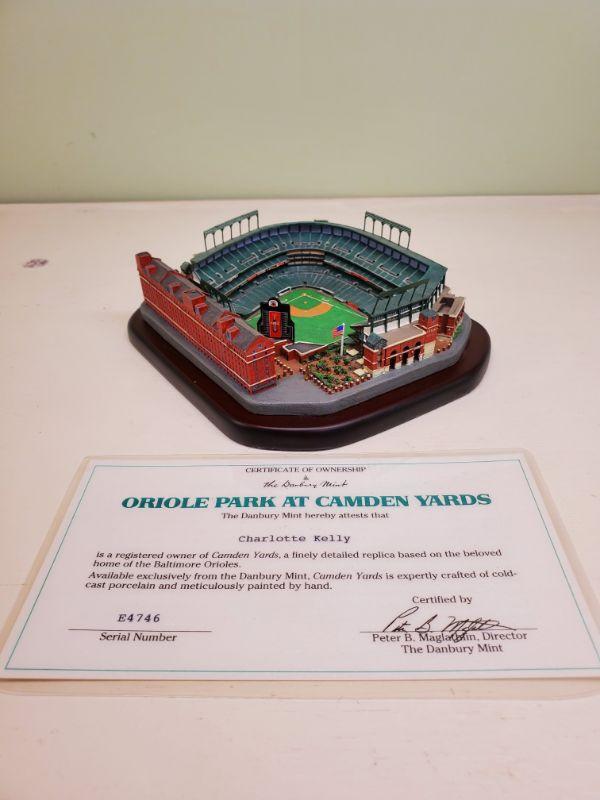 CERTIFICATE OF OWNERSHIP
&
the Danbury Mint
ORIOLE PARK AT CAMDEN YARDS
The Danbury Mint hereby attests that
Charlotte Kelly
is a registered owner of Camden Yards, a finely detailed replica based on the beloved
home of the Baltimore Orioles.
Available exclusively from the Danbury Mint, Camden Yards is expertly crafted of cold-
cast porcelain and meticulously painted by hand.
Certified by
E4746
Serial Number
Peter B. Maglathlin, Director
The Danbury Mint